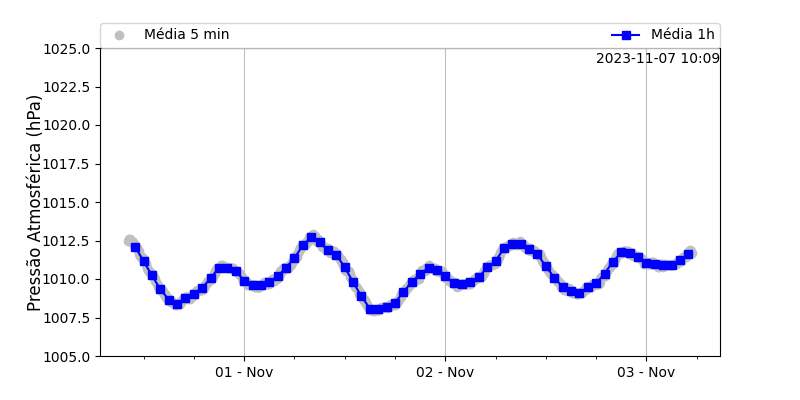 Média 5 min
Média 1h
2023-11-07 10:09
Pressão Atmosférica (hPa)
1025.0
1022.5
1020.0
1017.5
1015.0
1012.5
1010.0
1007.5
1005.0
01 - Nov
02 - Nov
03 - Nov